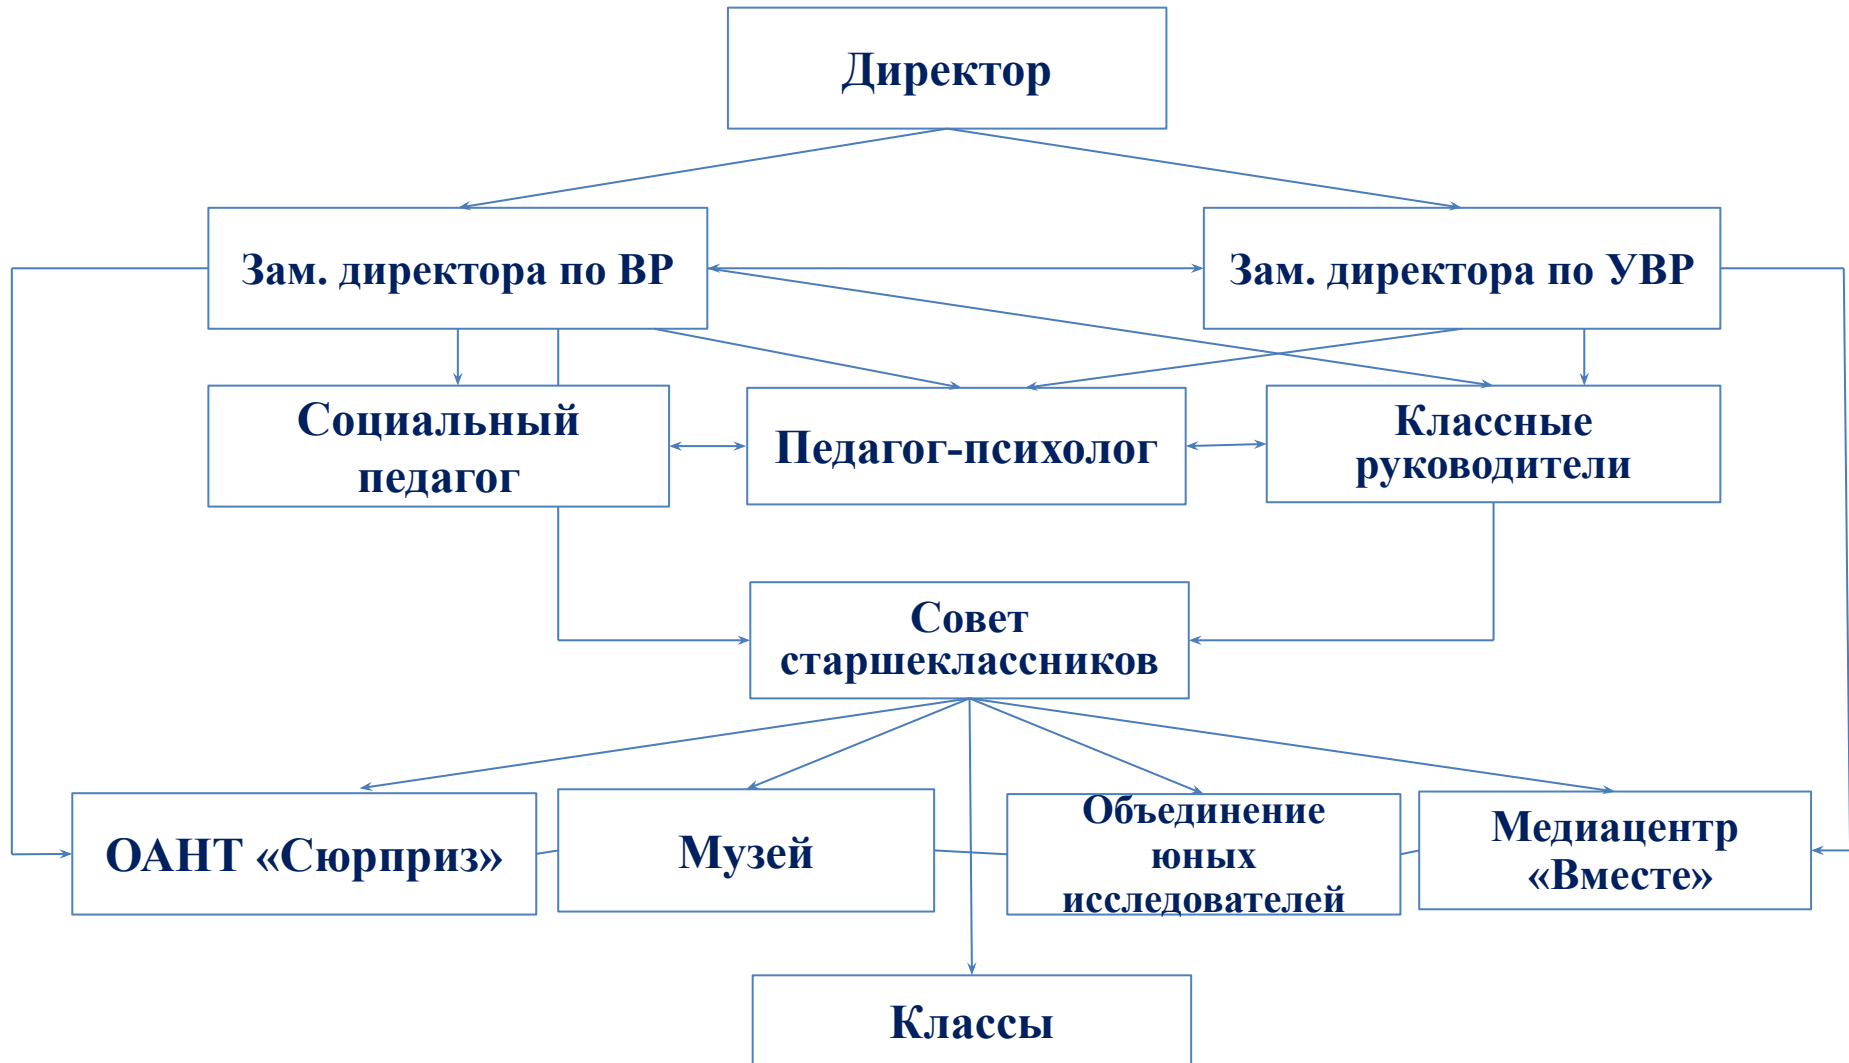 Директор
Зам. директора по ВР
Зам. директора по УВР
Социальный
педагог
Педагог-психолог
Классные
руководители
Совет
старшеклассников
ОАНТ «Сюрприз»
Музей
Объединение
юных
исследователей
Медиацентр
«Вместе»
Классы